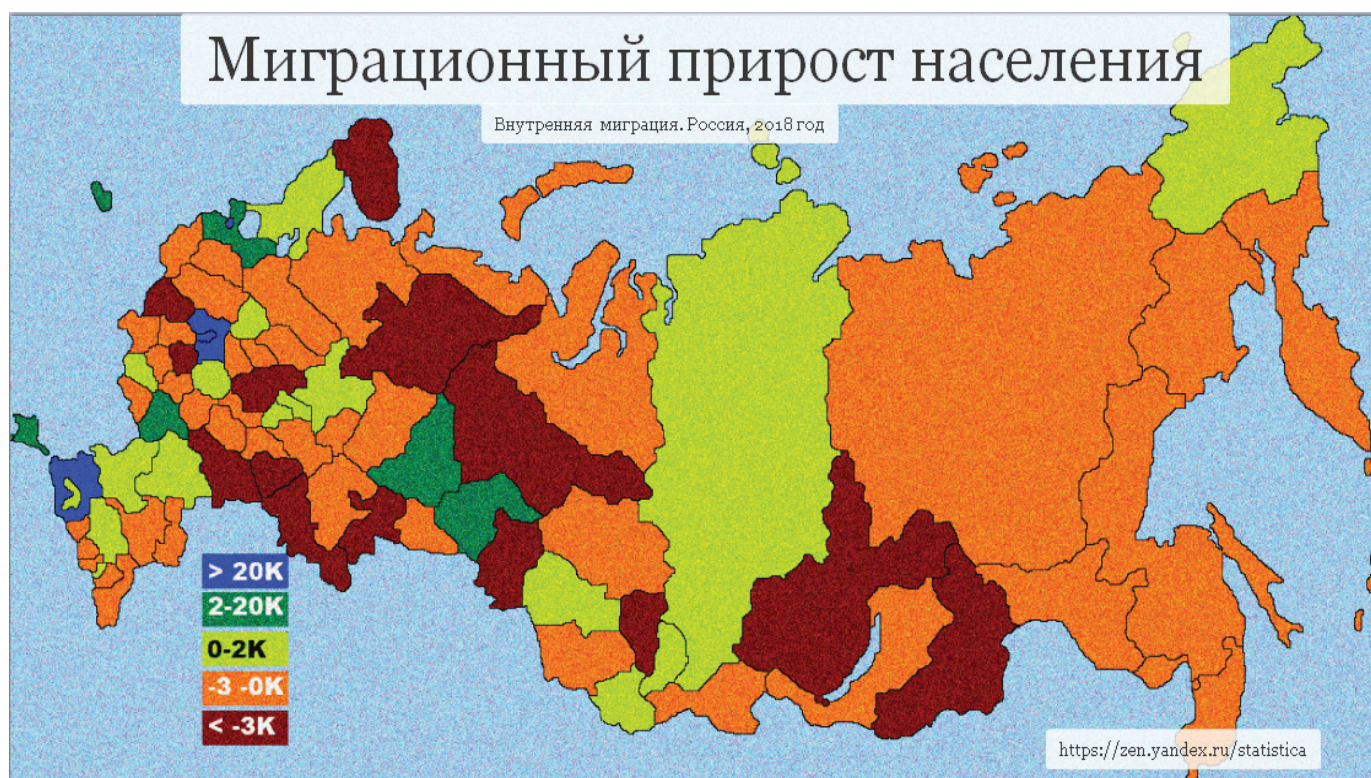 Миграционный прирост населения
Внутренняя миграция. Россия, 2018 год
> 20K
2-20K
0-2K
-3 -0K
< -3K
https://zen.yandex.ru/statistica